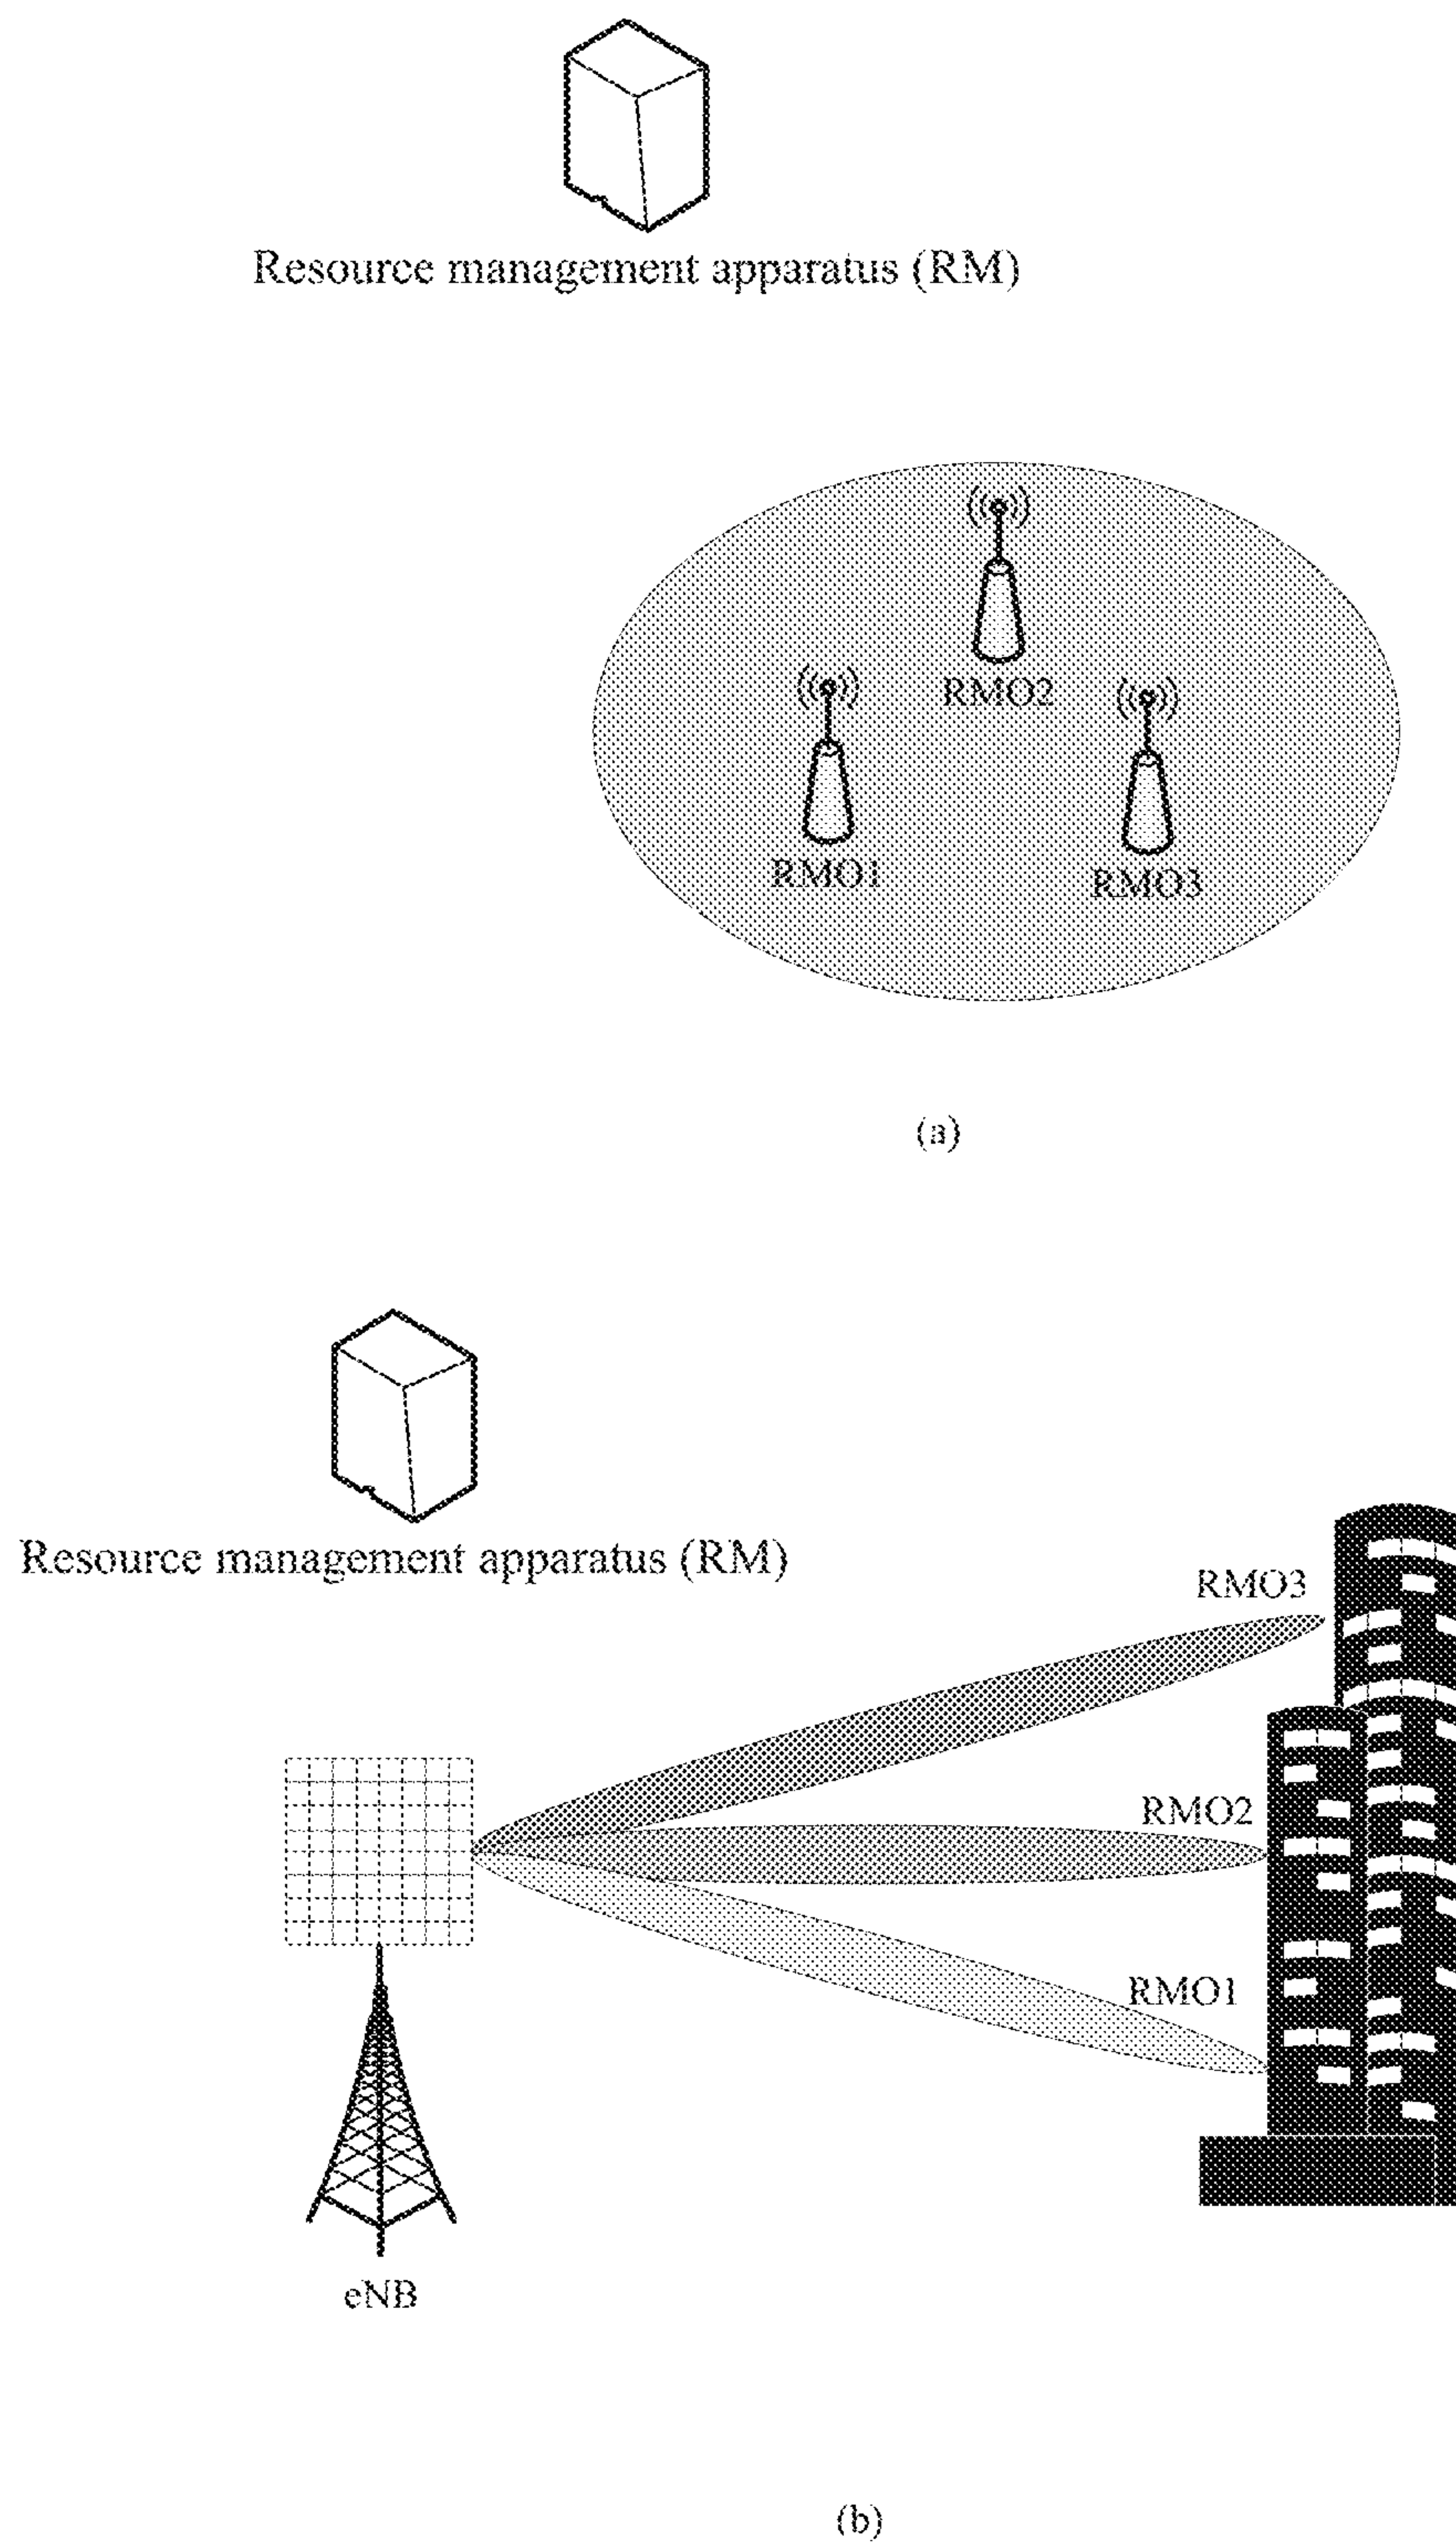 Resource management apparatus (RM)
RMO2
RMO1
RMO3
(a)
Resource management apparatus (RM)
RMO3
RMO2
RMO1
eNB
(b)